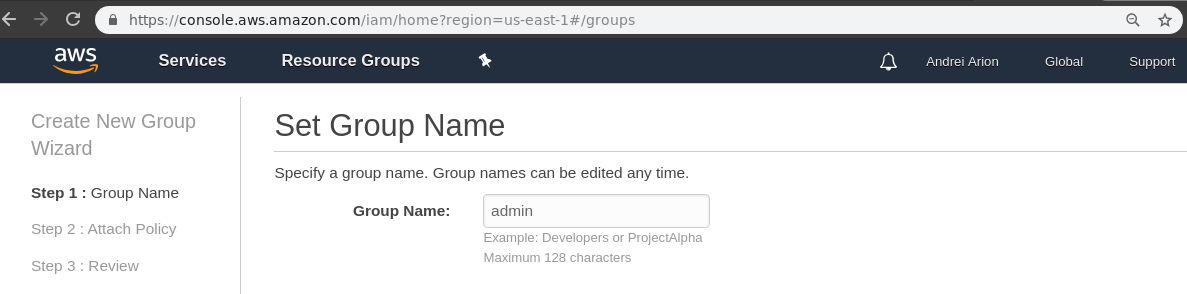 https://console.aws.amazon.com/iam/home?region=us-east-1#/groups
aws Services Resource Groups Andrei Arion Global Support
Create New Group
Wizard
Step 1 : Group Name
Step 2 : Attach Policy
Step 3 : Review
Set Group Name
Specify a group name. Group names can be edited any time.
Group Name: admin
Example: Developers or ProjectAlpha
Maximum 128 characters